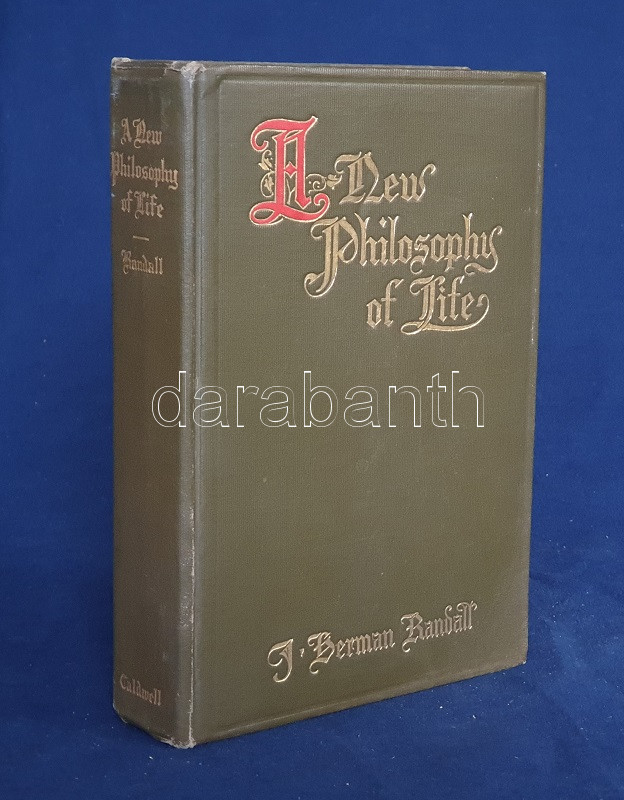 A New
Philosophy
of Life
Randall
Caldwell
A New
Philosophy
of Life
J. Herman Randall
darabanth